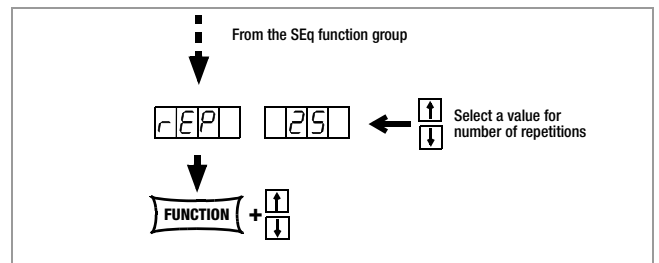 From the SEq function group
rEP 25
Select a value for
number of repetitions
FUNCTION +